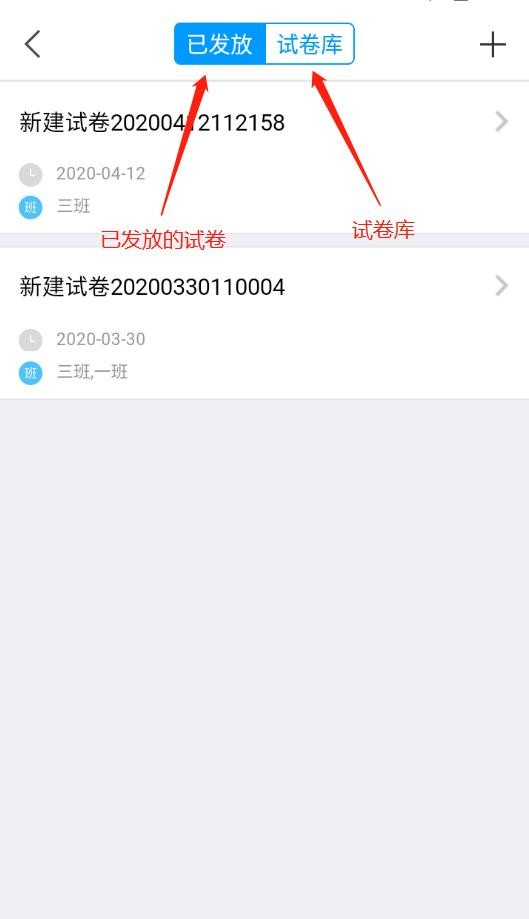 已发放 试卷库
新建试卷20200412112158
2020-04-12
班 三班
已发放的试卷 试卷库
新建试卷20200330110004
2020-03-30
班 三班,一班